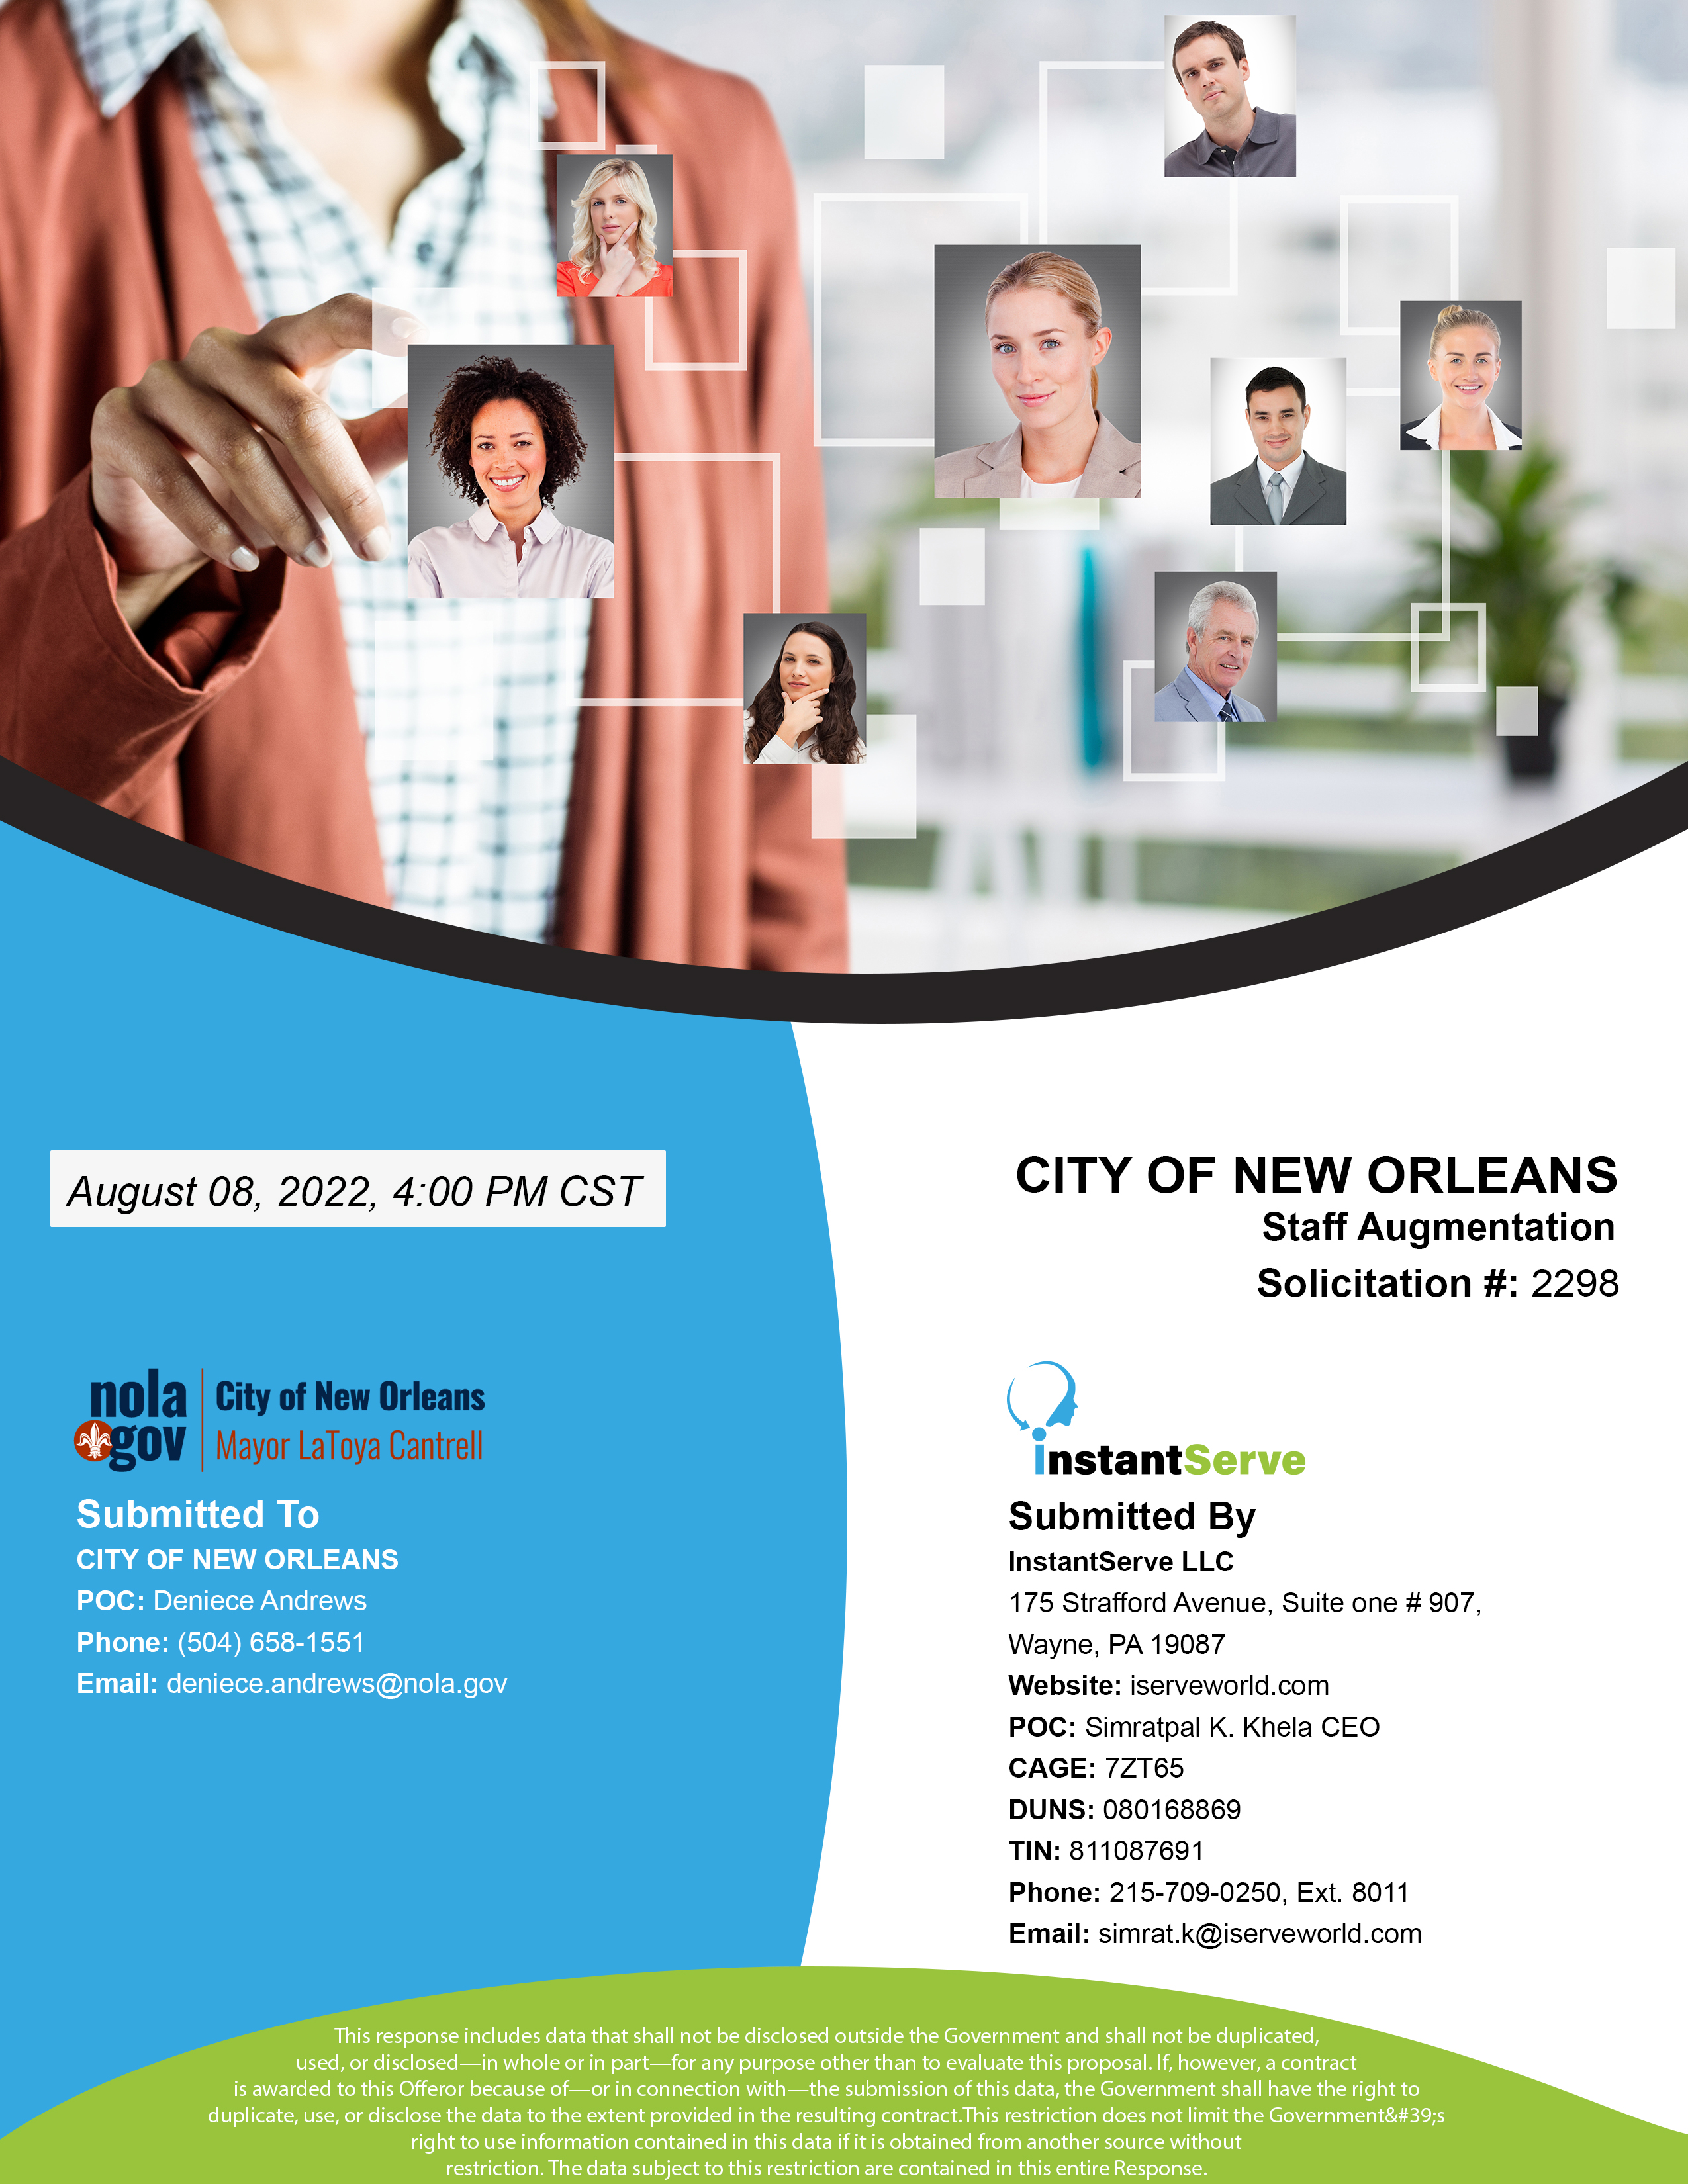 August 08, 2022, 4:00 PM CST
CITY OF NEW ORLEANS
Staff Augmentation
Solicitation #: 2298
nola
gov
City of New Orleans
Mayor LaToya Cantrell
Submitted To
CITY OF NEW ORLEANS
POC: Deniece Andrews
Phone: (504) 658-1551
Email: deniece.andrews@nola.gov
instantServe
Submitted By
InstantServe LLC
175 Strafford Avenue, Suite one # 907,
Wayne, PA 19087
Website: iserveworld.com
POC: Simratpal K. Khela CEO
CAGE: 7ZT65
DUNS: 080168869
TIN: 811087691
Phone: 215-709-0250, Ext. 8011
Email: simrat.k@iserveworld.com
This response includes data that shall not be disclosed outside the Government and shall not be duplicated,
used, or disclosed—in whole or in part—for any purpose other than to evaluate this proposal. If, however, a contract
is awarded to this Offeror because of—or in connection with—the submission of this data, the Government shall have the right to
duplicate, use, or disclose the data to the extent provided in the resulting contract.This restriction does not limit the Government&#39;s
right to use information contained in this data if it is obtained from another source without
restriction. The data subject to this restriction are contained in this entire Response.